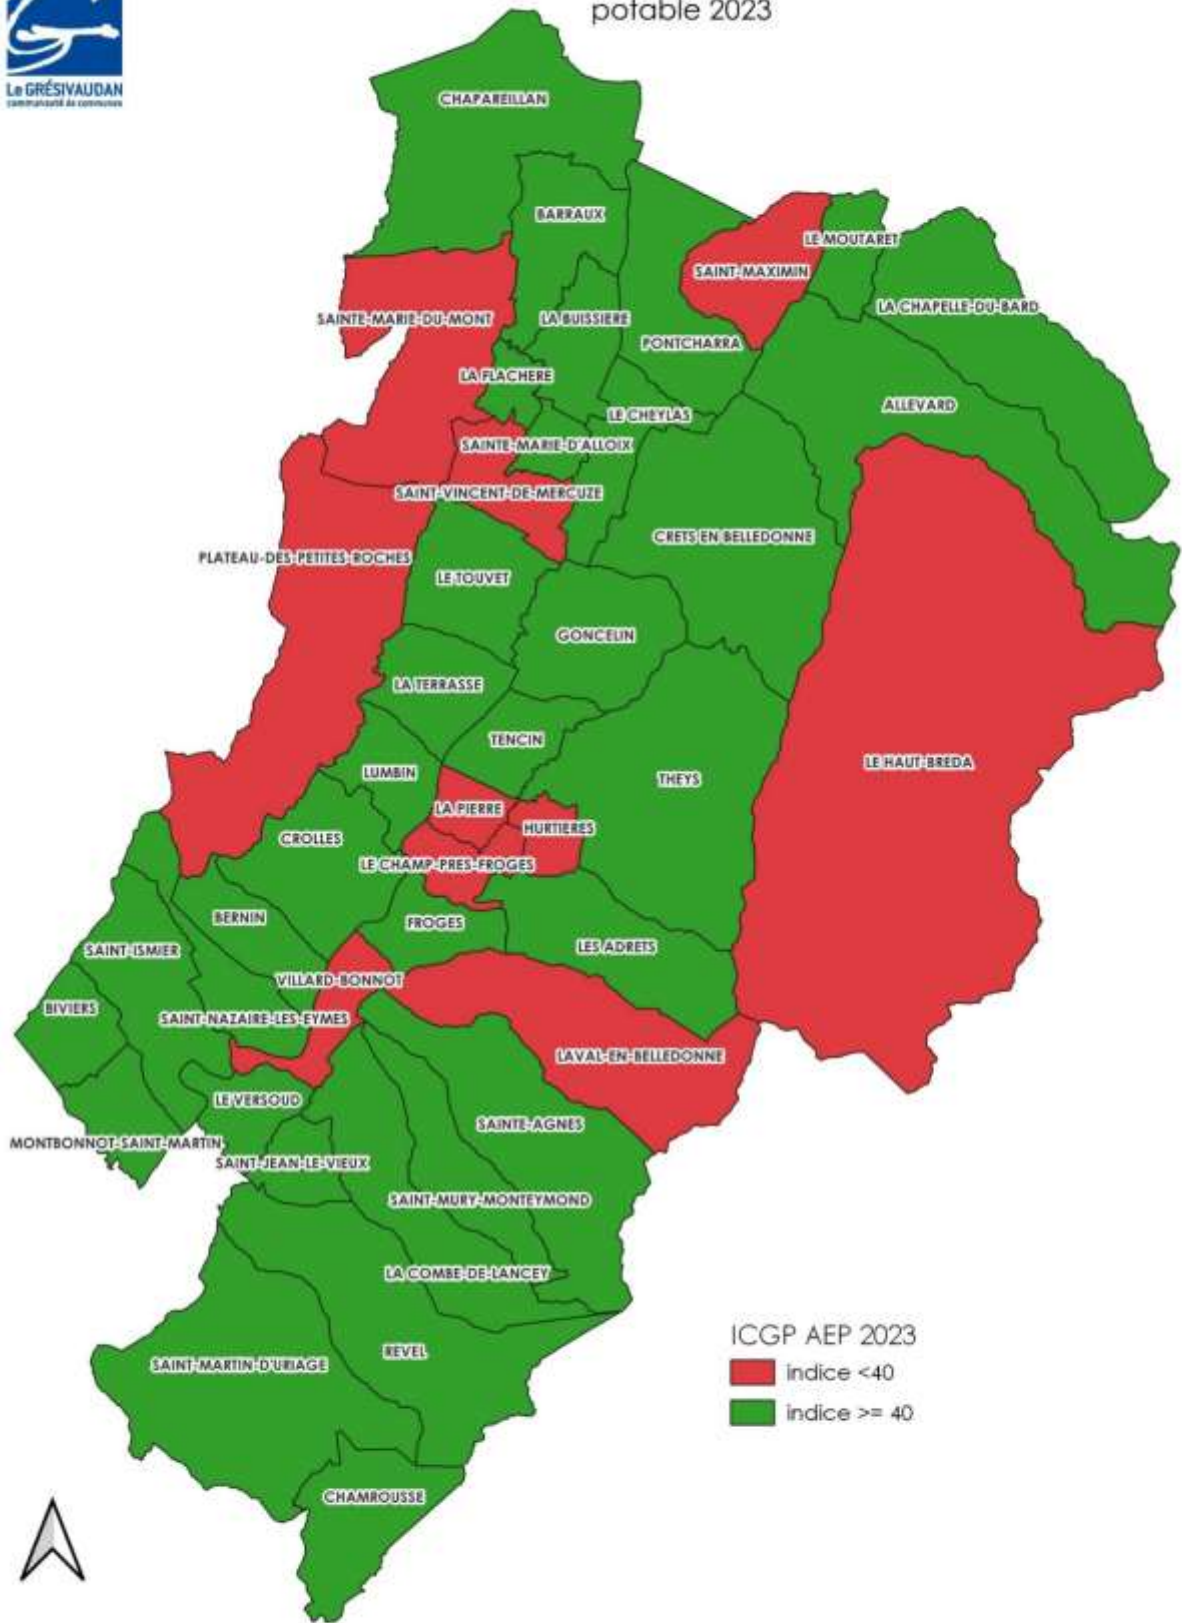 potable 2023
Le GRÉSIVAUDAN
communauté de communes
CHAPAREILLAN
BARRAUX
LE MOUTARET
SAINT-MAXIMIN
LA CHAPELLE-DU-BARD
SAINTE-MARIE-DU-MONT
LA BUISSIERE
PONTCHARRA
LA FLACHERE
ALLEVARD
LE CHEYLAS
SAINTE-MARIE-D'ALLOIX
SAINT-VINCENT-DE-MERCUZE
CRETS EN BELLEDONNE
PLATEAU-DES-PETITES-ROCHES
LE TOUVET
GONCELIN
LA TERRASSE
TENCIN
LE HAUT-BREDA
LUMBIN
THEYS
LA PIERRE
HURTIERES
CROLLES
LE CHAMP-PRES-FROGES
BERNIN
FROGES
LES ADRETS
SAINT-ISMIER
VILLARD-BONNOT
BIVIERS
SAINT-NAZAIRE-LES-EYMES
LAVAL-EN-BELLEDONNE
LE VERSOUD
SAINTE-AGNES
MONTBONNOT-SAINT-MARTIN
SAINT-JEAN-LE-VIEUX
SAINT-MURY-MONTEYMOND
LA COMBE-DE-LANCEY
REVEL
SAINT-MARTIN-D'URIAGE
CHAMROUSSE
ICGP AEP 2023
indice <40
indice >= 40